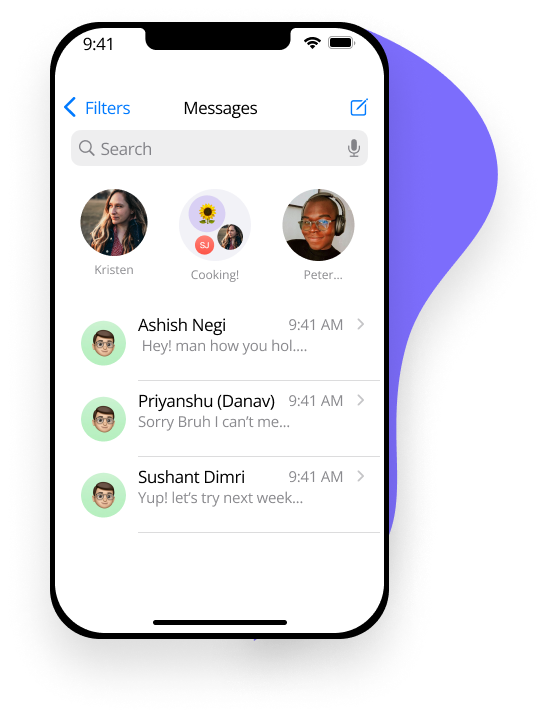 9:41
Filters
Messages
Search
SJ
Kristen
Cooking!
Peter...
Ashish Negi
9:41 AM
Hey! man how you hol....
Priyanshu (Danav)
9:41 AM
Sorry Bruh I can’t me...
Sushant Dimri
9:41 AM
Yup! let’s try next week...